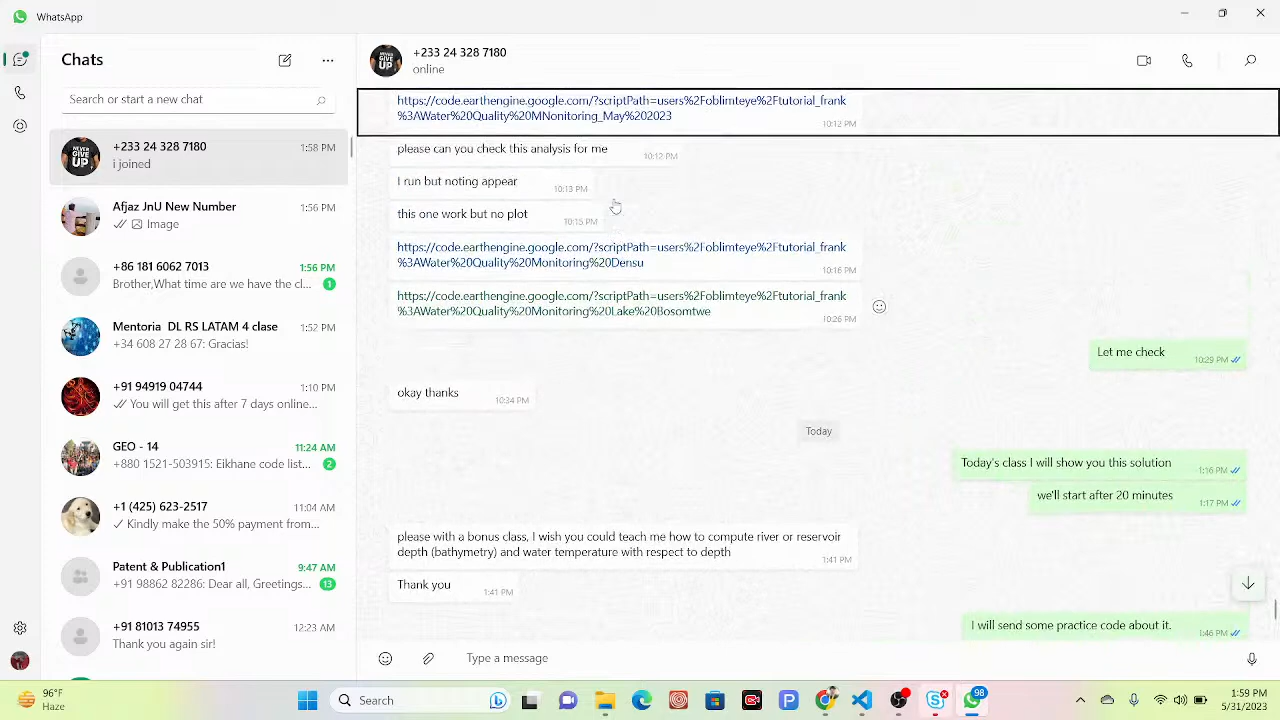 WhatsApp
Chats
Search or start a new chat
+233 24 328 7180
1:58 PM
i joined
Afjaz JnU New Number
1:56 PM
Image
+86 181 6062 7013
1:56 PM
Brother,What time are we have the cl...
1
Mentoria DL RS LATAM 4 clase
1:52 PM
+34 608 27 28 67: Gracias!
+91 94919 04744
1:10 PM
You will get this after 7 days online...
GEO - 14
11:24 AM
+880 1521-503915: Eikhane code list...
2
+1 (425) 623-2517
11:04 AM
Kindly make the 50% payment from...
Patent & Publication1
9:47 AM
+91 98862 82286: Dear all, Greetings...
13
+91 81013 74955
12:23 AM
Thank you again sir!
NEVER
GIVE
UP
+233 24 328 7180
online
https://code.earthengine.google.com/?scriptPath=users%2Foblimteye%2Ftutorial_frank
%3AWater%20Quality%20MNonitoring_May%202023
10:12 PM
please can you check this analysis for me
10:12 PM
I run but noting appear
10:13 PM
this one work but no plot
10:15 PM
https://code.earthengine.google.com/?scriptPath=users%2Foblimteye%2Ftutorial_frank
%3AWater%20Quality%20Monitoring%20Densu
10:16 PM
https://code.earthengine.google.com/?scriptPath=users%2Foblimteye%2Ftutorial_frank
%3AWater%20Quality%20Monitoring%20Lake%20Bosomtwe
10:26 PM
Let me check
10:29 PM
okay thanks
10:34 PM
Today
Today's class I will show you this solution
1:16 PM
we'll start after 20 minutes
1:17 PM
please with a bonus class, I wish you could teach me how to compute river or reservoir
depth (bathymetry) and water temperature with respect to depth
1:41 PM
Thank you
1:41 PM
I will send some practice code about it.
1:46 PM
Type a message
96°F
Haze
Search
98
1:59 PM
5/31/2023